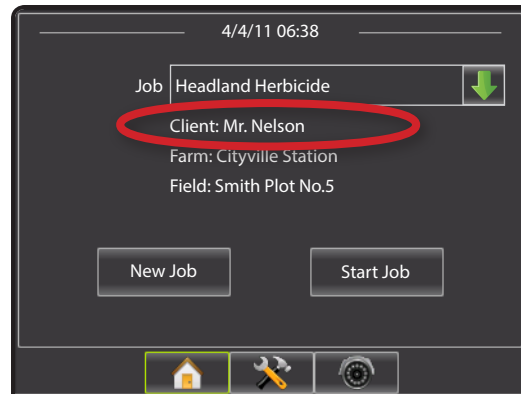 4/4/11 06:38
Job Headland Herbicide
Client: Mr. Nelson
Farm: Cityville Station
Field: Smith Plot No.5
New Job Start Job